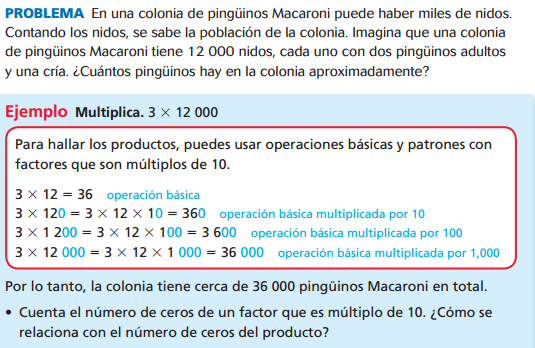 PROBLEMA En una colonia de pingüinos Macaroni puede haber miles de nidos.
Contando los nidos, se sabe la población de la colonia. Imagina que una colonia
de pingüinos Macaroni tiene 12 000 nidos, cada uno con dos pingüinos adultos
y una cría. ¿Cuántos pingüinos hay en la colonia aproximadamente?
Ejemplo Multiplica. 3 × 12 000
Para hallar los productos, puedes usar operaciones básicas y patrones con
factores que son múltiplos de 10.
3 × 12 = 36 operación básica
3 × 120 = 3 × 12 × 10 = 360 operación básica multiplicada por 10
3 × 1 200 = 3 × 12 × 100 = 3 600 operación básica multiplicada por 100
3 × 12 000 = 3 × 12 × 1 000 = 36 000 operación básica multiplicada por 1,000
Por lo tanto, la colonia tiene cerca de 36 000 pingüinos Macaroni en total.
• Cuenta el número de ceros de un factor que es múltiplo de 10. ¿Cómo se
relaciona con el número de ceros del producto?